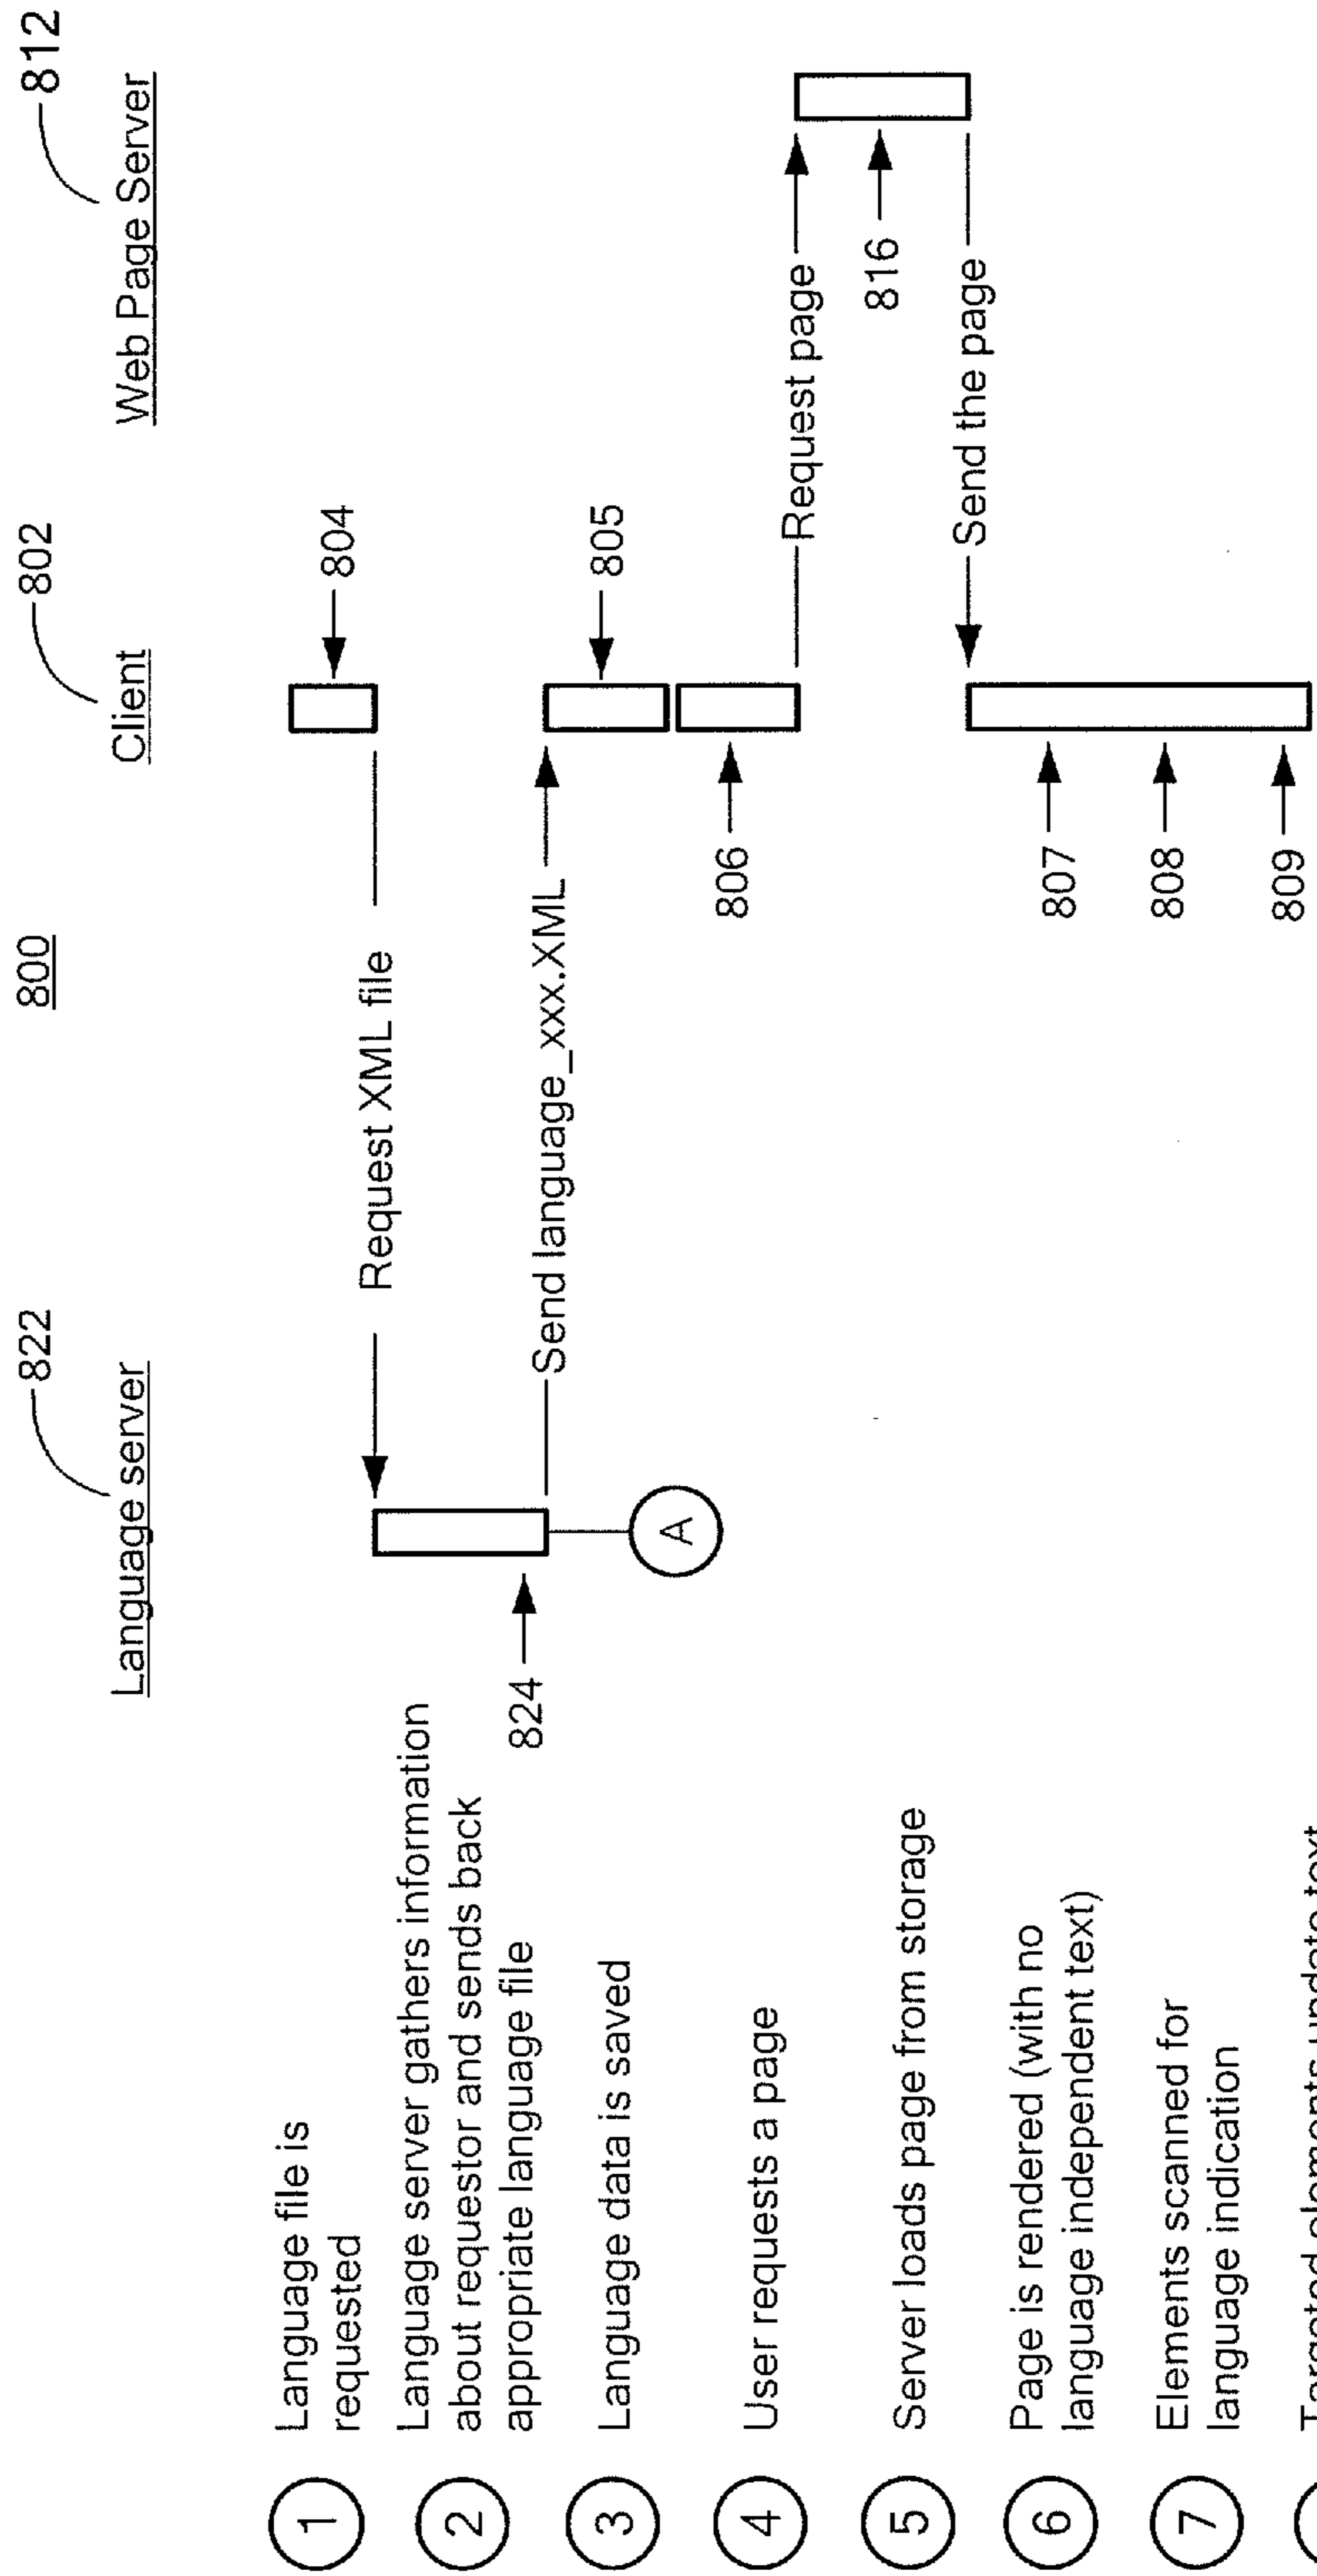 800
822
802
812
Language server
Client
Web Page Server
1
Language file is
requested
804
Request XML file
2
Language server gathers information
about requestor and sends back
appropriate language file
824
Send language_xxx.XML
A
3
Language data is saved
805
4
User requests a page
806
Request page
5
Server loads page from storage
816
Send the page
6
Page is rendered (with no
language independent text)
807
7
Elements scanned for
language indication
808
Targeted elements update text
809